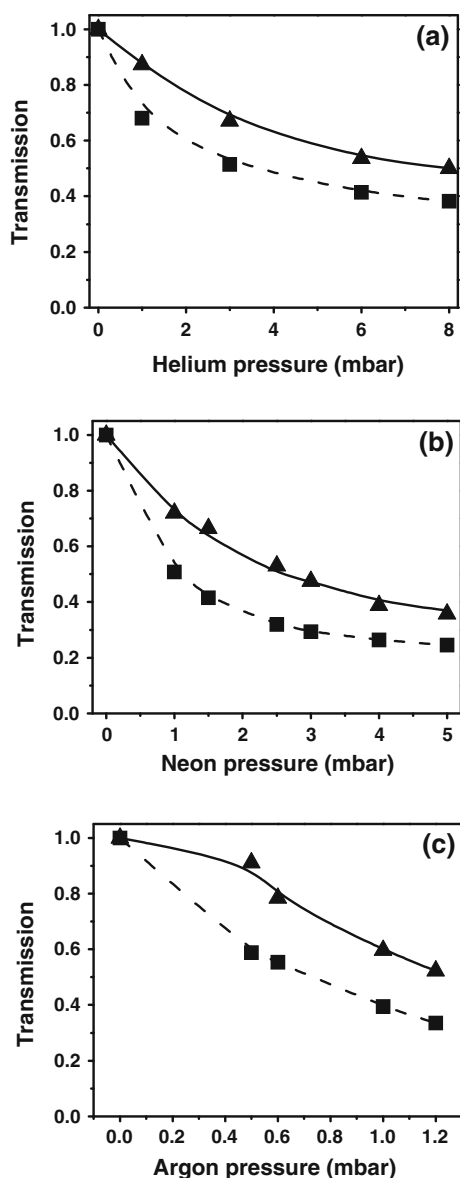 (a)
Transmission
1.0
0.8
0.6
0.4
0.2
0.0
0 2 4 6 8
Helium pressure (mbar)
(b)
Transmission
1.0
0.8
0.6
0.4
0.2
0.0
0 1 2 3 4 5
Neon pressure (mbar)
(c)
Transmission
1.0
0.8
0.6
0.4
0.2
0.0
0.0 0.2 0.4 0.6 0.8 1.0 1.2
Argon pressure (mbar)